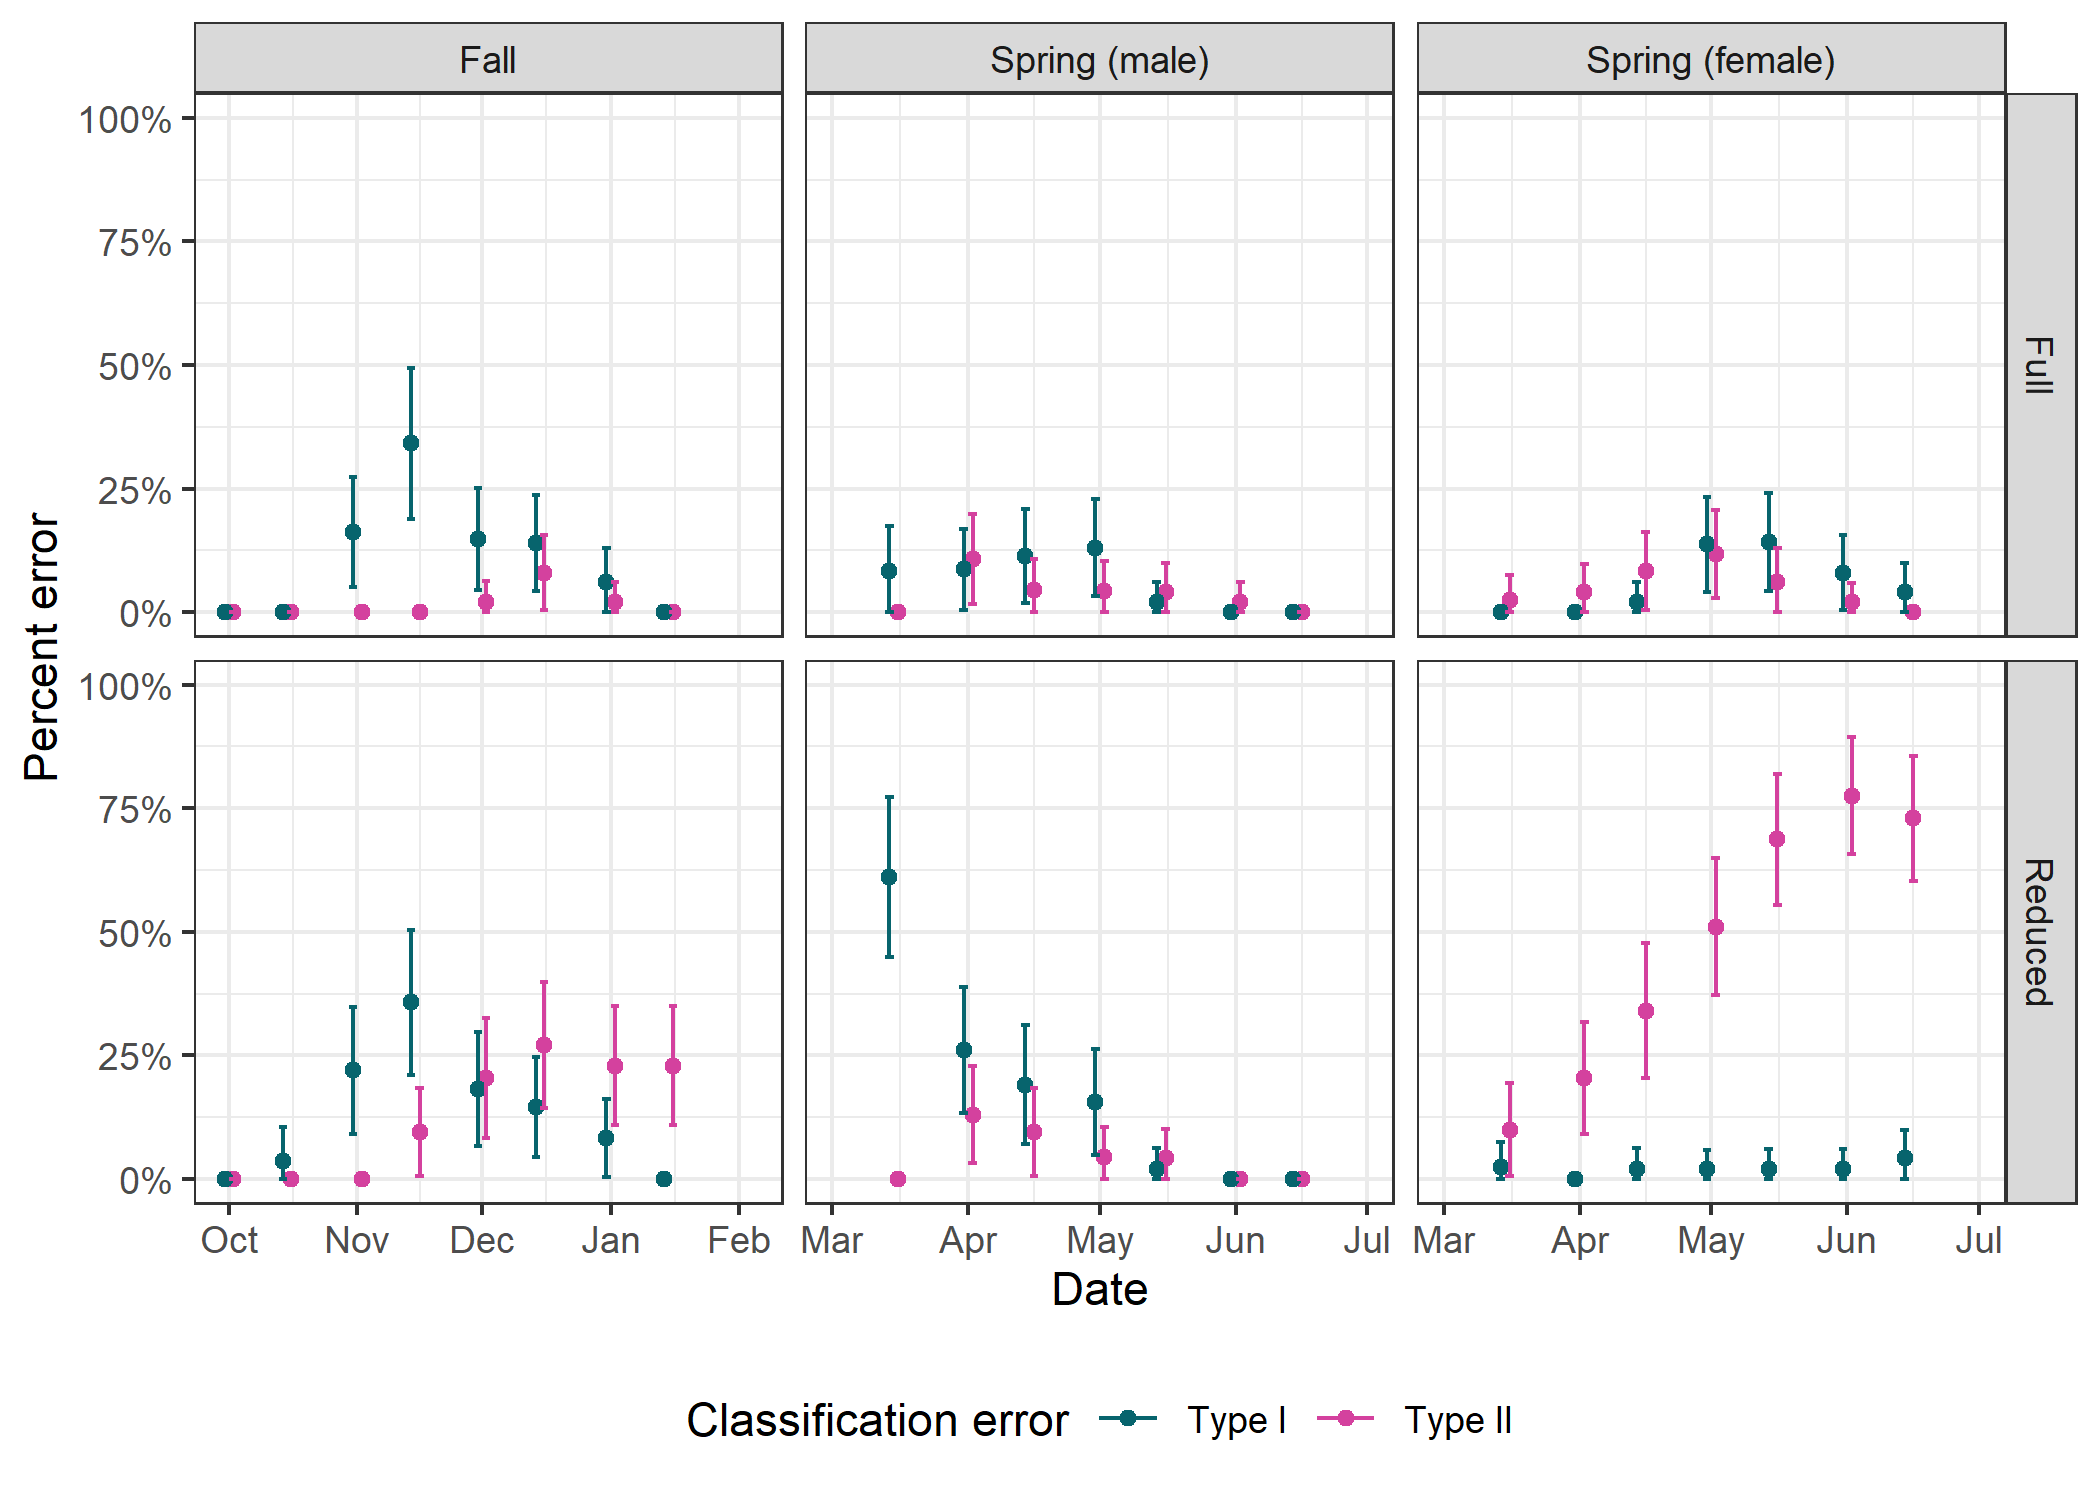 Fall Spring (male) Spring (female)
100%
75%
50%
25%
0%
Full
Percent error
100%
75%
50%
25%
0%
Reduced
Oct Nov Dec Jan Feb Mar Apr May Jun Jul Mar Apr May Jun Jul
Date
Classification error Type I Type II